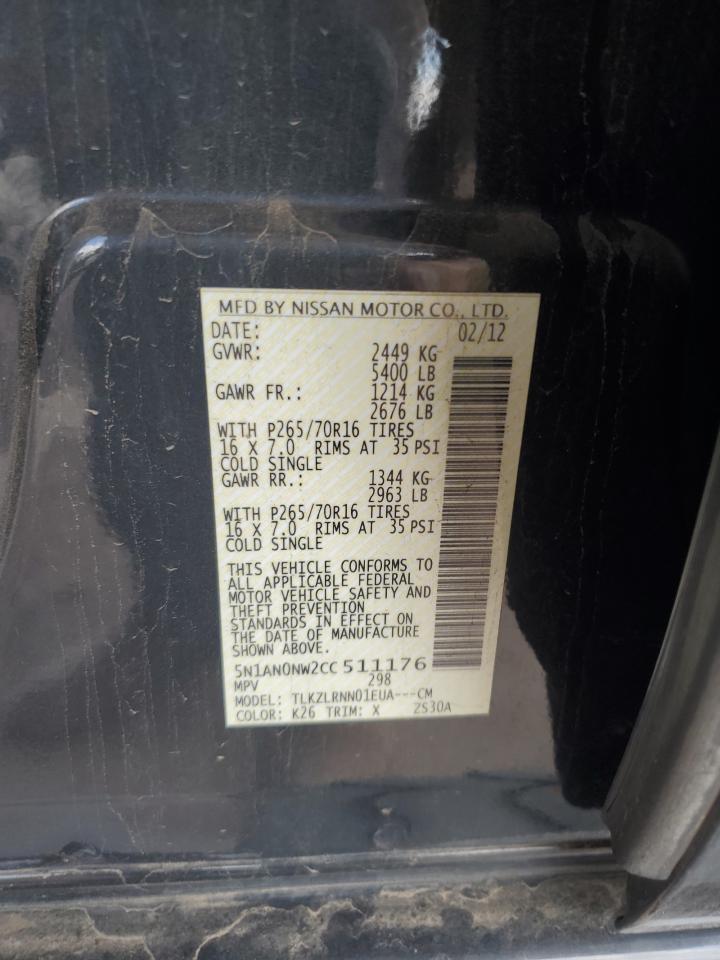 MFD BY NISSAN MOTOR CO., LTD.
DATE: 02/12
GVWR: 2449 KG
5400 LB
GAWR FR.: 1214 KG
2676 LB
WITH P265/70R16 TIRES
16 X 7.0 RIMS AT 35 PSI
COLD SINGLE
GAWR RR.: 1344 KG
2963 LB
WITH P265/70R16 TIRES
16 X 7.0 RIMS AT 35 PSI
COLD SINGLE
THIS VEHICLE CONFORMS TO
ALL APPLICABLE FEDERAL
MOTOR VEHICLE SAFETY AND
THEFT PREVENTION
STANDARDS IN EFFECT ON
THE DATE OF MANUFACTURE
SHOWN ABOVE.
5N1AN0NW2CC 511176
MPV 298
MODEL: TLKZLRNN01EUA---CM
COLOR: K26 TRIM: X ZS30A